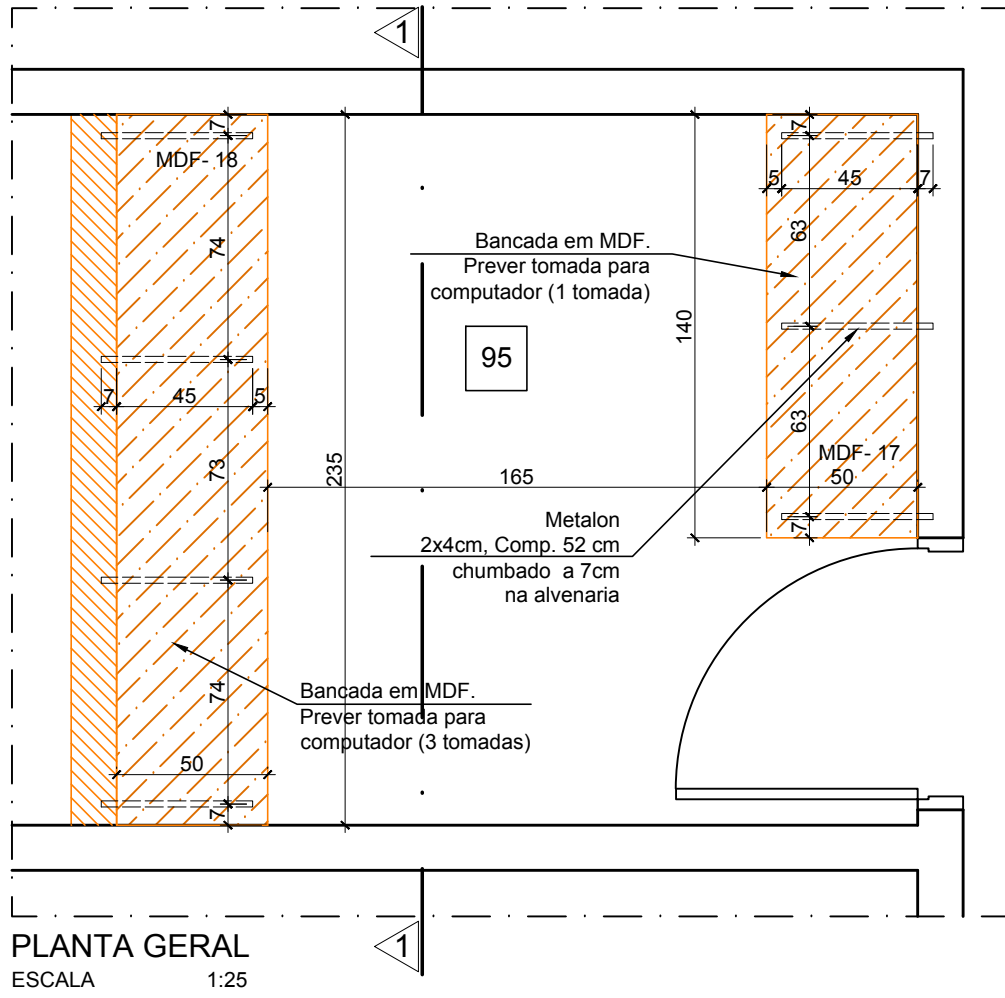 1
7
7
MDF- 18
5
45
7
74
63
Bancada em MDF.
Prever tomada para
computador (1 tomada)
140
95
7
45
5
63
73
235
MDF- 17
165
50
Metalon
2x4cm, Comp. 52 cm
chumbado a 7cm
na alvenaria
7
74
Bancada em MDF.
Prever tomada para
computador (3 tomadas)
50
7
PLANTA GERAL
1
ESCALA 1:25